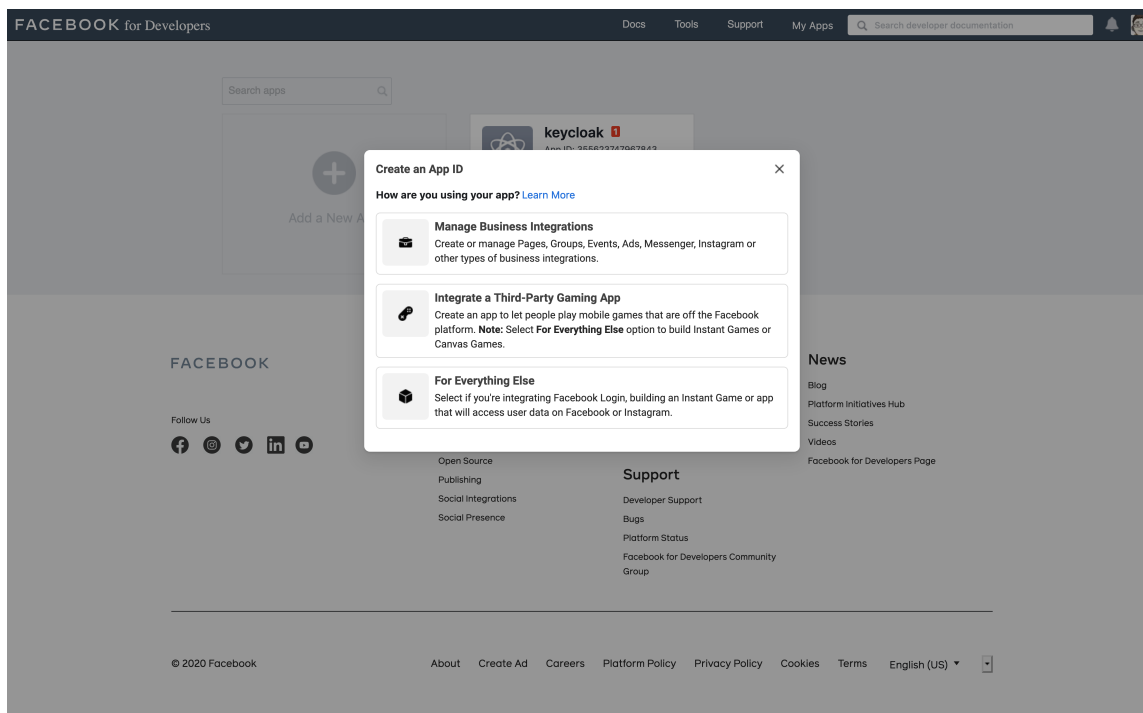 FACEBOOK for Developers
Docs
Tools
Support
My Apps
Search developer documentation
Search apps
Add a New A
keycloak 1
App ID: 355623747967842
Create an App ID
How are you using your app? Learn More
Manage Business Integrations
Create or manage Pages, Groups, Events, Ads, Messenger, Instagram or
other types of business integrations.
Integrate a Third-Party Gaming App
Create an app to let people play mobile games that are off the Facebook
platform. Note: Select For Everything Else option to build Instant Games or
Canvas Games.
For Everything Else
Select if you're integrating Facebook Login, building an Instant Game or app
that will access user data on Facebook or Instagram.
FACEBOOK
Follow Us
in
Open Source
Publishing
Social Integrations
Social Presence
Support
Developer Support
Bugs
Platform Status
Facebook for Developers Community
Group
News
Blog
Platform Initiatives Hub
Success Stories
Videos
Facebook for Developers Page
© 2020 Facebook
About
Create Ad
Careers
Platform Policy
Privacy Policy
Cookies
Terms
English (US)